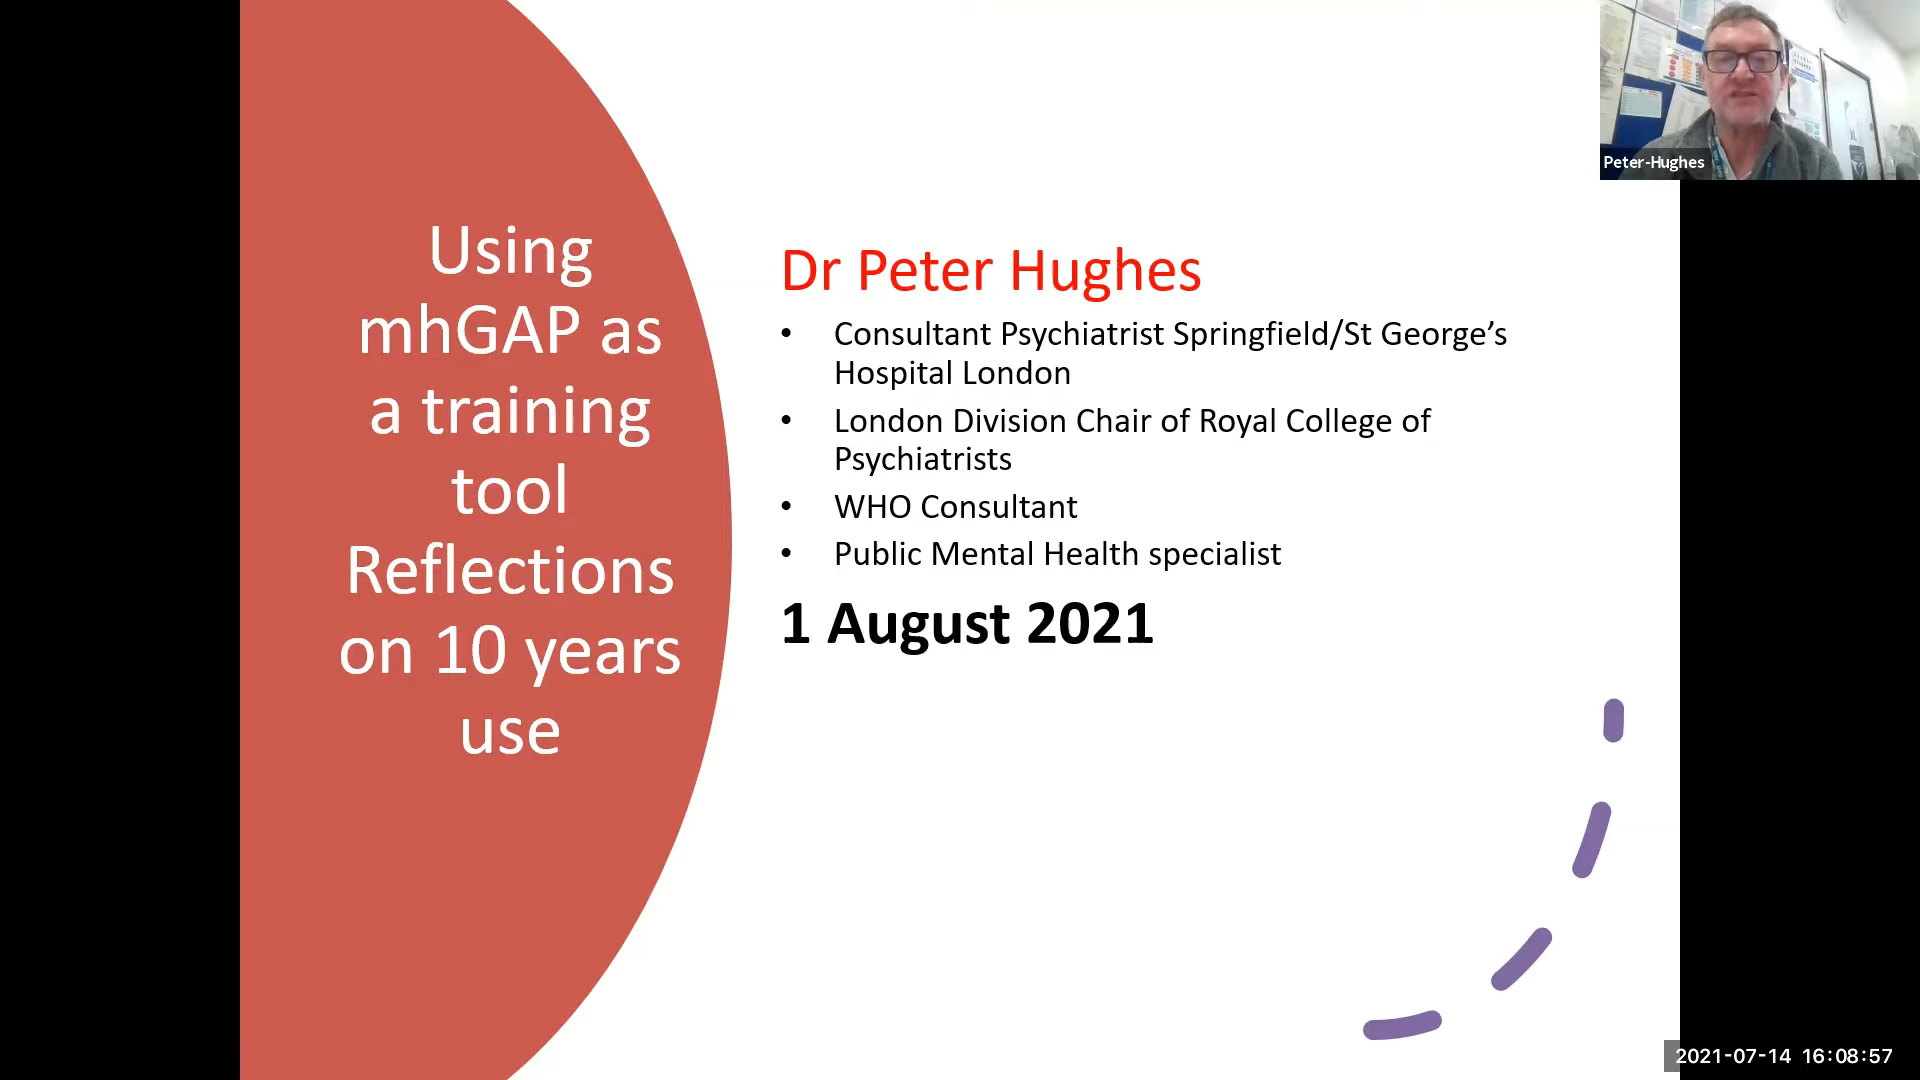 Using
mhGAP as
a training
tool
Reflections
on 10 years
use
Dr Peter Hughes
• Consultant Psychiatrist Springfield/St George’s
Hospital London
• London Division Chair of Royal College of
Psychiatrists
• WHO Consultant
• Public Mental Health specialist
1 August 2021
Peter-Hughes
2021-07-14 16:08:57